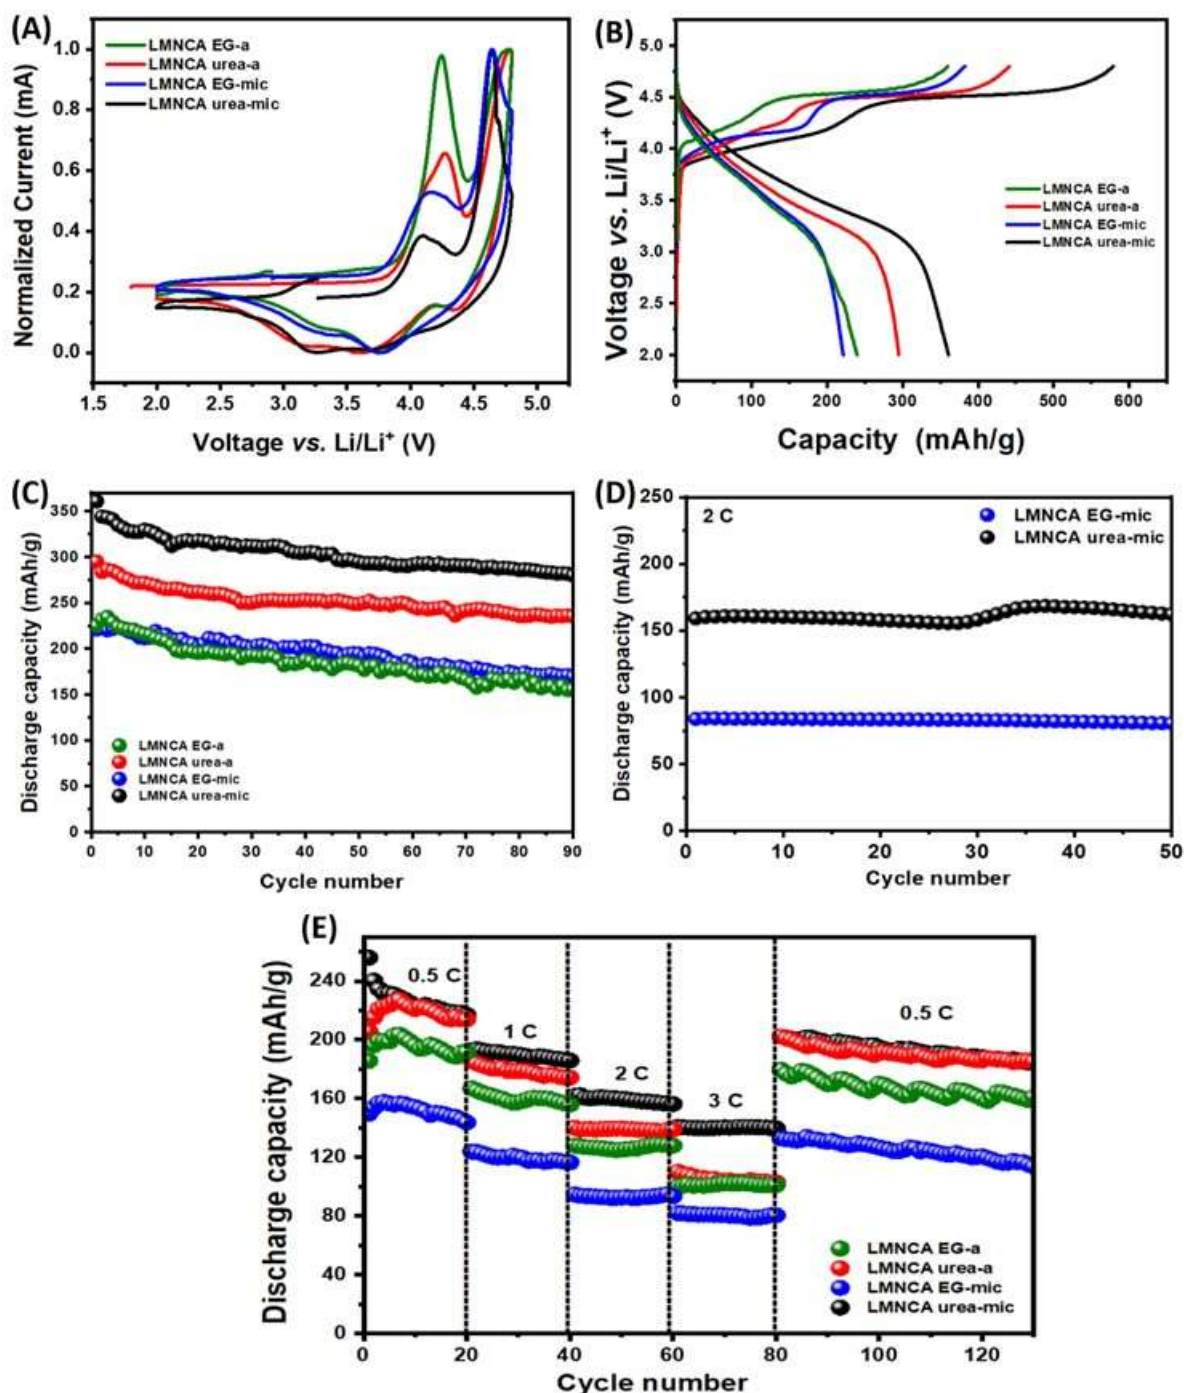 (A)
LMNCA EG-a
LMNCA urea-a
LMNCA EG-mic
LMNCA urea-mic
Normalized Current (mA)
1.0
0.8
0.6
0.4
0.2
0.0
1.5 2.0 2.5 3.0 3.5 4.0 4.5 5.0
Voltage vs. Li/Li⁺ (V)
(B)
Voltage vs. Li/Li⁺ (V)
5.0
4.5
4.0
3.5
3.0
2.5
2.0
LMNCA EG-a
LMNCA urea-a
LMNCA EG-mic
LMNCA urea-mic
0 100 200 300 400 500 600
Capacity (mAh/g)
(C)
Discharge capacity (mAh/g)
350
300
250
200
150
100
50
0
LMNCA EG-a
LMNCA urea-a
LMNCA EG-mic
LMNCA urea-mic
0 10 20 30 40 50 60 70 80 90
Cycle number
(D)
Discharge capacity (mAh/g)
250
200
150
100
50
0
2 C
LMNCA EG-mic
LMNCA urea-mic
0 10 20 30 40 50
Cycle number
(E)
Discharge capacity (mAh/g)
240
200
160
120
80
40
0
0.5 C
1 C
2 C
3 C
0.5 C
LMNCA EG-a
LMNCA urea-a
LMNCA EG-mic
LMNCA urea-mic
0 20 40 60 80 100 120
Cycle number